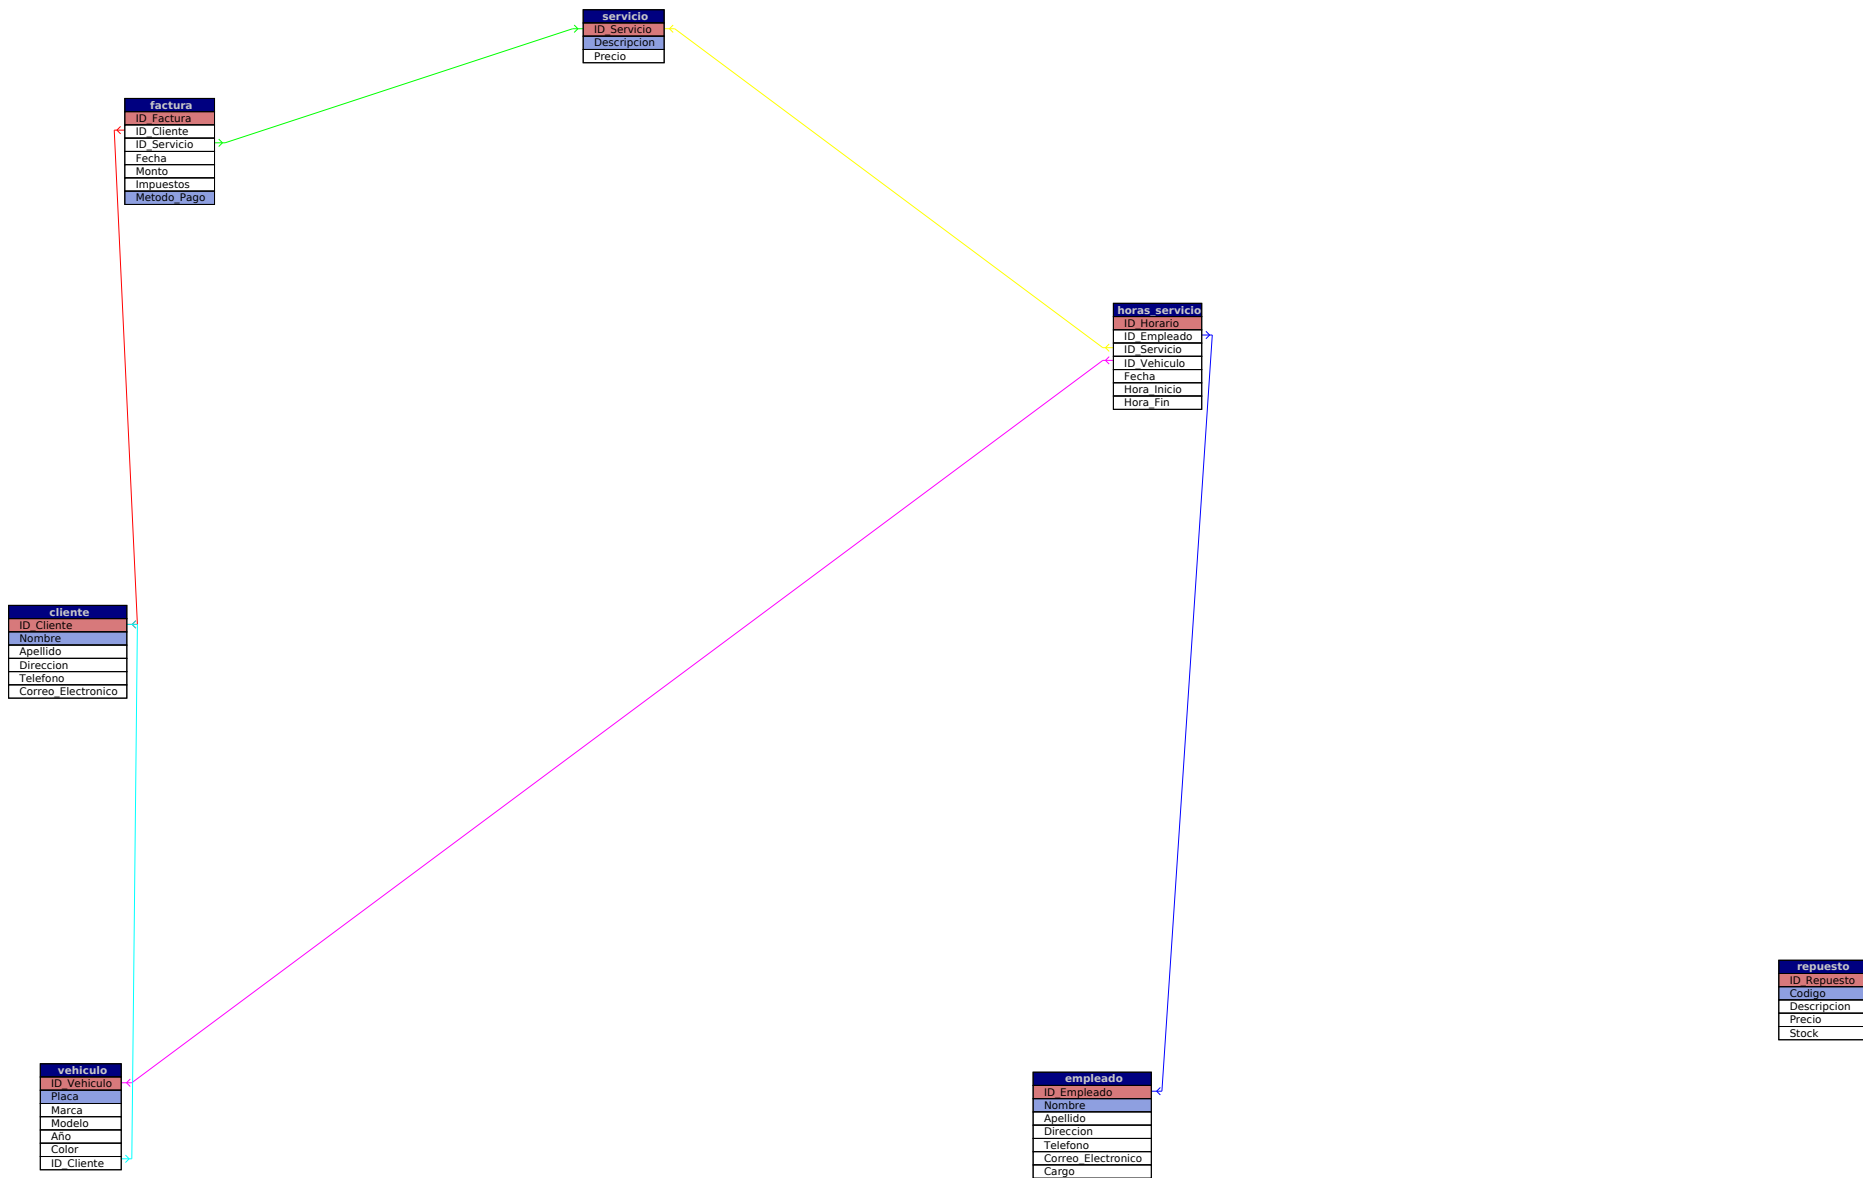 servicio
ID_Servicio
Descripcion
Precio
factura
ID_Factura
ID_Cliente
ID_Servicio
Fecha
Monto
Impuestos
Metodo_Pago
horas_servicio
ID_Horario
ID_Empleado
ID_Servicio
ID_Vehiculo
Fecha
Hora_Inicio
Hora_Fin
cliente
ID_Cliente
Nombre
Apellido
Direccion
Telefono
Correo_Electronico
repuesto
ID_Repuesto
Codigo
Descripcion
Precio
Stock
vehiculo
ID_Vehiculo
Placa
Marca
Modelo
Año
Color
ID_Cliente
empleado
ID_Empleado
Nombre
Apellido
Direccion
Telefono
Correo_Electronico
Cargo